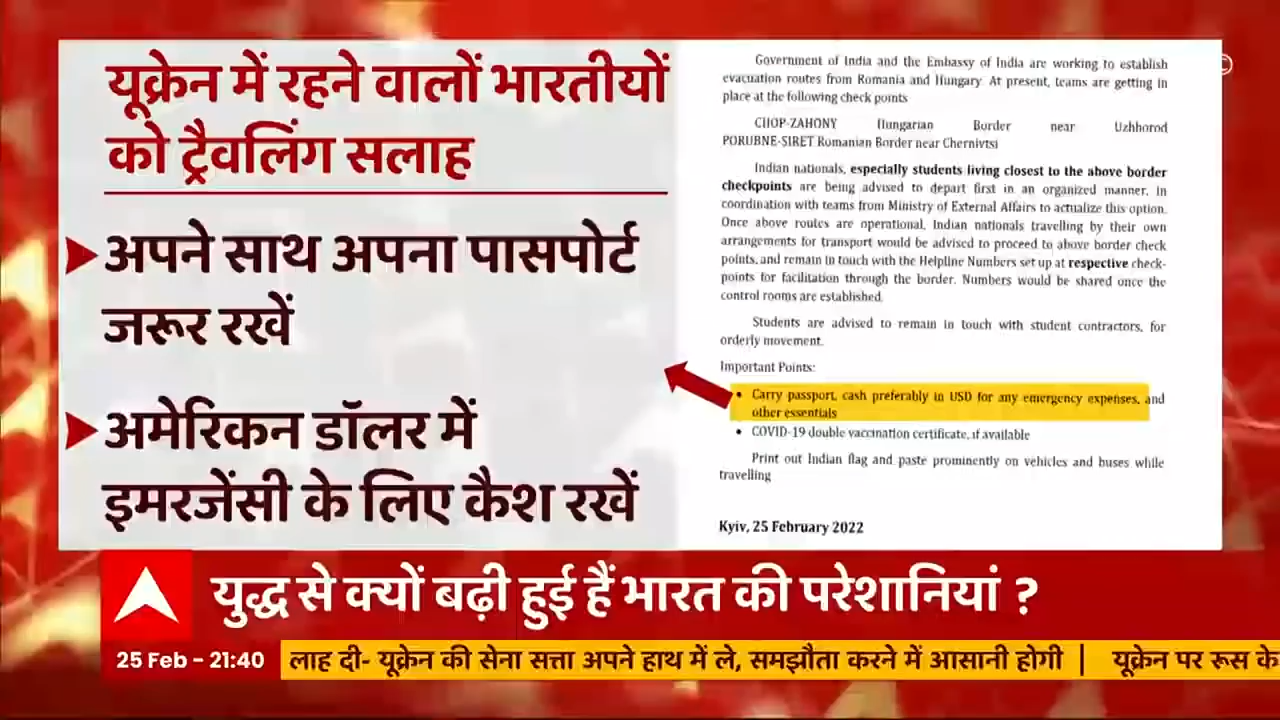 यूक्रेन में रहने वालों भारतीयों
को ट्रैवलिंग सलाह
अपने साथ अपना पासपोर्ट
जरूर रखें
अमेरिकन डॉलर में
इमरजेंसी के लिए कैश रखें
Government of India and the Embassy of India are working to establish
evacuation routes from Romania and Hungary. At present, teams are getting in
place at the following check points
CHOP-ZAHONY Hungarian Border near Uzhhorod
PORUBNE-SIRET Romanian Border near Chernivtsi
Indian nationals, especially students living closest to the above border
checkpoints are being advised to depart first in an organized manner, in
coordination with teams from Ministry of External Affairs to actualize this option.
Once above routes are operational, Indian nationals travelling by their own
arrangements for transport would be advised to proceed to above border check
points, and remain in touch with the Helpline Numbers set up at respective check-
points for facilitation through the border. Numbers would be shared once the
control rooms are established.
Students are advised to remain in touch with student contractors, for
orderly movement.
Important Points:
• Carry passport, cash preferably in USD for any emergency expenses, and
other essentials
• COVID-19 double vaccination certificate, if available
Print out Indian flag and paste prominently on vehicles and buses while
travelling
Kyiv, 25 February 2022
युद्ध से क्यों बढ़ी हुई हैं भारत की परेशानियां ?
25 Feb - 21:40
लाह दी- यूक्रेन की सेना सत्ता अपने हाथ में ले, समझौता करने में आसानी होगी | यूक्रेन पर रूस के